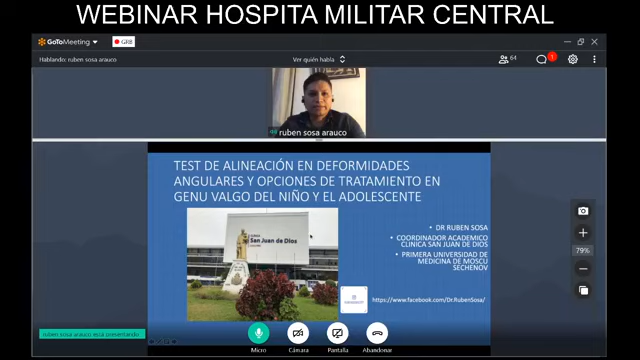 WEBINAR HOSPITA MILITAR CENTRAL
GoToMeeting
GRB
Hablando: ruben sosa arauco
Ver quién habla
64
1
ruben sosa arauco
TEST DE ALINEACIÓN EN DEFORMIDADES
ANGULARES Y OPCIONES DE TRATAMIENTO EN
GENU VALGO DEL NIÑO Y EL ADOLESCENTE
San Juan de Dios
• DR RUBEN SOSA
• COORDINADOR ACADEMICO
CLINICA SAN JUAN DE DIOS
• PRIMERA UNIVERSIDAD DE
MEDICINA DE MOSCU
SECHENOV
https://www.facebook.com/Dr.RubenSosa/
79%
ruben sosa arauco está presentando
Micro
Cámara
Pantalla
Abandonar